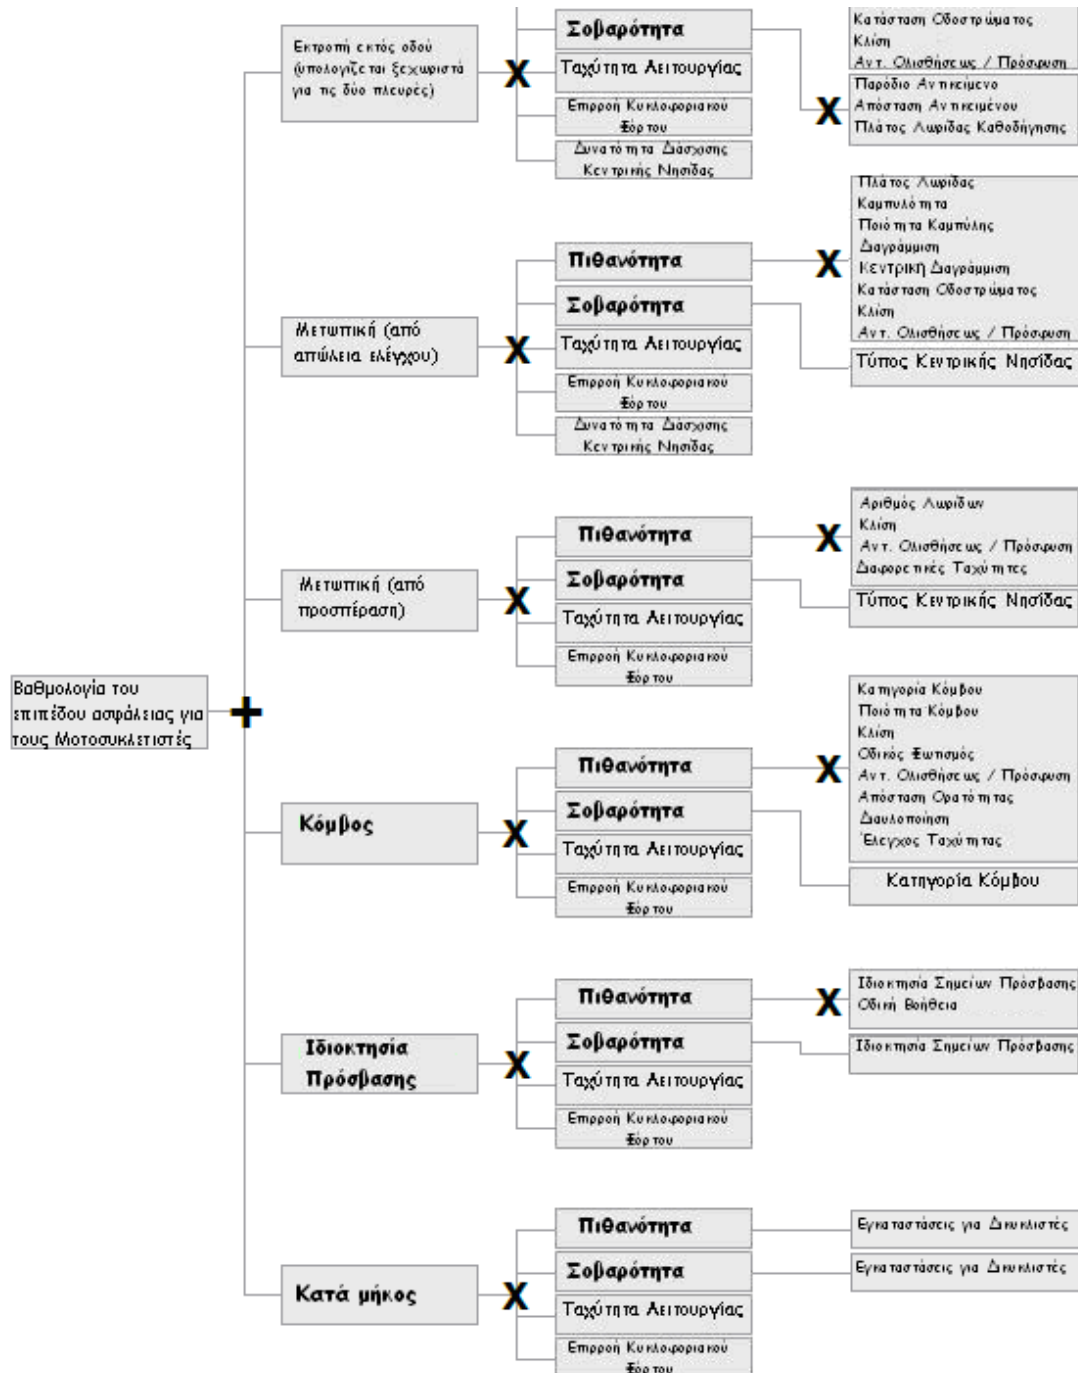 Εκτροπή εκτός οδού
(υπολογίζεται ξεχωριστά
για τις δύο πλευρές)
Σοβαρότητα
Ταχύτητα Λειτουργίας
Επιρροή Κυκλοφοριακού
Φόρτου
Δυνατότητα Διάσχισης
Κεντρικής Νησίδας
Κατάσταση Οδοστρώματος
Κλίση
Αντ. Ολισθήσεως / Πρόσφυση
Παρόδιο Αντικείμενο
Απόσταση Αντικειμένου
Πλάτος Λωρίδας Καθοδήγησης
Μετωπική (από
απώλεια ελέγχου)
Πιθανότητα
Σοβαρότητα
Ταχύτητα Λειτουργίας
Επιρροή Κυκλοφοριακού
Φόρτου
Δυνατότητα Διάσχισης
Κεντρικής Νησίδας
Πλάτος Λωρίδας
Καμπυλότητα
Ποιότητα Καμπύλης
Διαγράμμιση
Κεντρική Διαγράμμιση
Κατάσταση Οδοστρώματος
Κλίση
Αντ. Ολισθήσεως / Πρόσφυση
Τύπος Κεντρικής Νησίδας
Μετωπική (από
προσπέραση)
Πιθανότητα
Σοβαρότητα
Ταχύτητα Λειτουργίας
Επιρροή Κυκλοφοριακού
Φόρτου
Αριθμός Λωρίδων
Κλίση
Αντ. Ολισθήσεως / Πρόσφυση
Διαφορετικές Ταχύτητες
Τύπος Κεντρικής Νησίδας
Βαθμολογία του
επιπέδου ασφάλειας για
τους Μοτοσυκλετιστές
+
Κόμβος
Πιθανότητα
Σοβαρότητα
Ταχύτητα Λειτουργίας
Επιρροή Κυκλοφοριακού
Φόρτου
Κατηγορία Κόμβου
Ποιότητα Κόμβου
Κλίση
Οδικός Φωτισμός
Αντ. Ολισθήσεως / Πρόσφυση
Απόσταση Ορατότητας
Διαυλοποίηση
Έλεγχος Ταχύτητας
Κατηγορία Κόμβου
Ιδιοκτησία
Πρόσβασης
Πιθανότητα
Σοβαρότητα
Ταχύτητα Λειτουργίας
Επιρροή Κυκλοφοριακού
Φόρτου
Ιδιοκτησία Σημείων Πρόσβασης
Οδική Βοήθεια
Ιδιοκτησία Σημείων Πρόσβασης
Κατά μήκος
Πιθανότητα
Σοβαρότητα
Ταχύτητα Λειτουργίας
Επιρροή Κυκλοφοριακού
Φόρτου
Εγκαταστάσεις για Δικυκλιστές
Εγκαταστάσεις για Δικυκλιστές